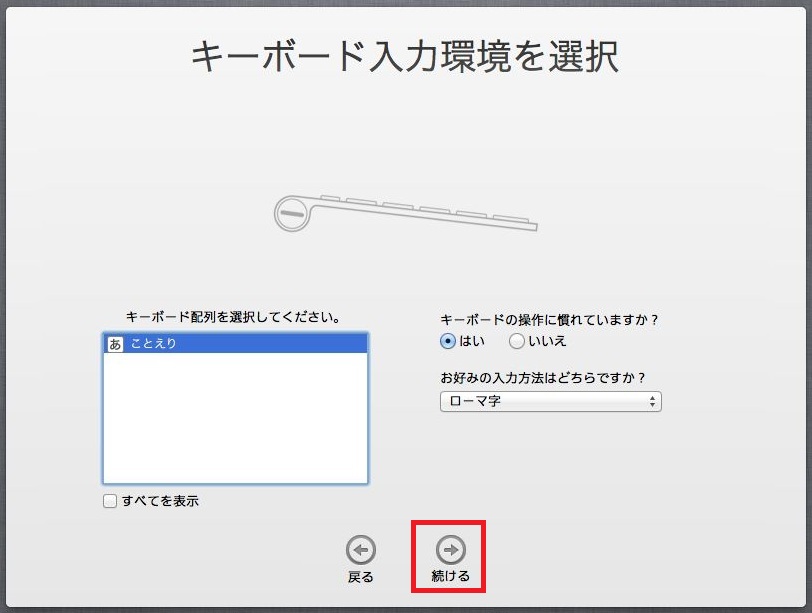 キーボード入力環境を選択
キーボード配列を選択してください。
あ ことえり
すべてを表示
キーボードの操作に慣れていますか？
はい いいえ
お好みの入力方法はどちらですか？
ローマ字
戻る 続ける